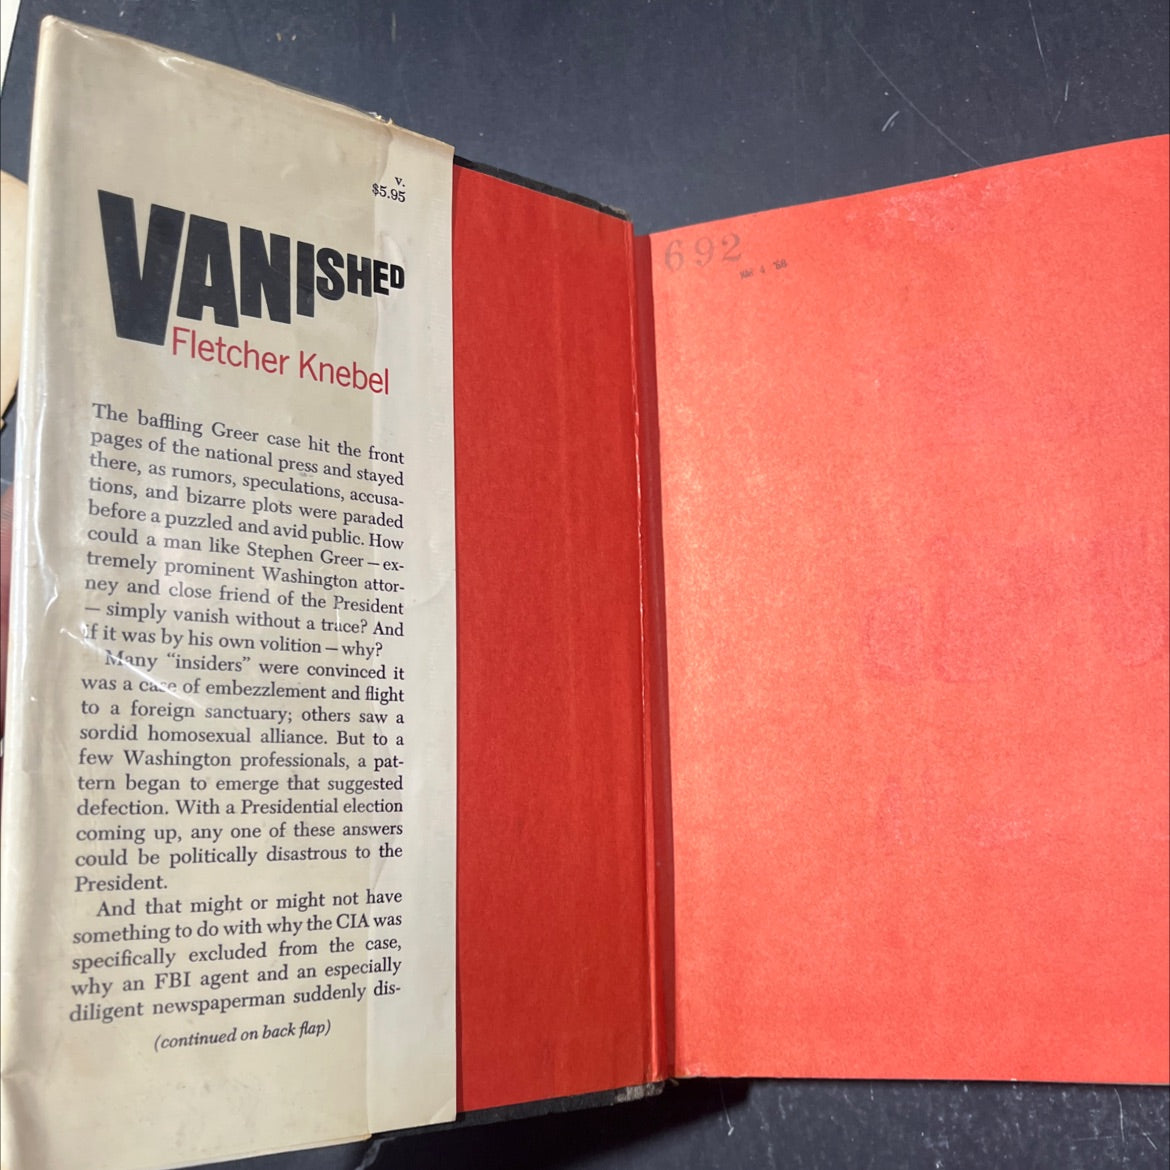 v.
$5.95
VANISHED
Fletcher Knebel
The baffling Greer case hit the front
pages of the national press and stayed
there, as rumors, speculations, accusa-
tions, and bizarre plots were paraded
before a puzzled and avid public. How
could a man like Stephen Greer — ex-
tremely prominent Washington attor-
ney and close friend of the President
— simply vanish without a trace? And
if it was by his own volition — why?
Many “insiders” were convinced it
was a case of embezzlement and flight
to a foreign sanctuary; others saw a
sordid homosexual alliance. But to a
few Washington professionals, a pat-
tern began to emerge that suggested
defection. With a Presidential election
coming up, any one of these answers
could be politically disastrous to the
President.
And that might or might not have
something to do with why the CIA was
specifically excluded from the case,
why an FBI agent and an especially
diligent newspaperman suddenly dis-
(continued on back flap)
692
MAR 4 '68